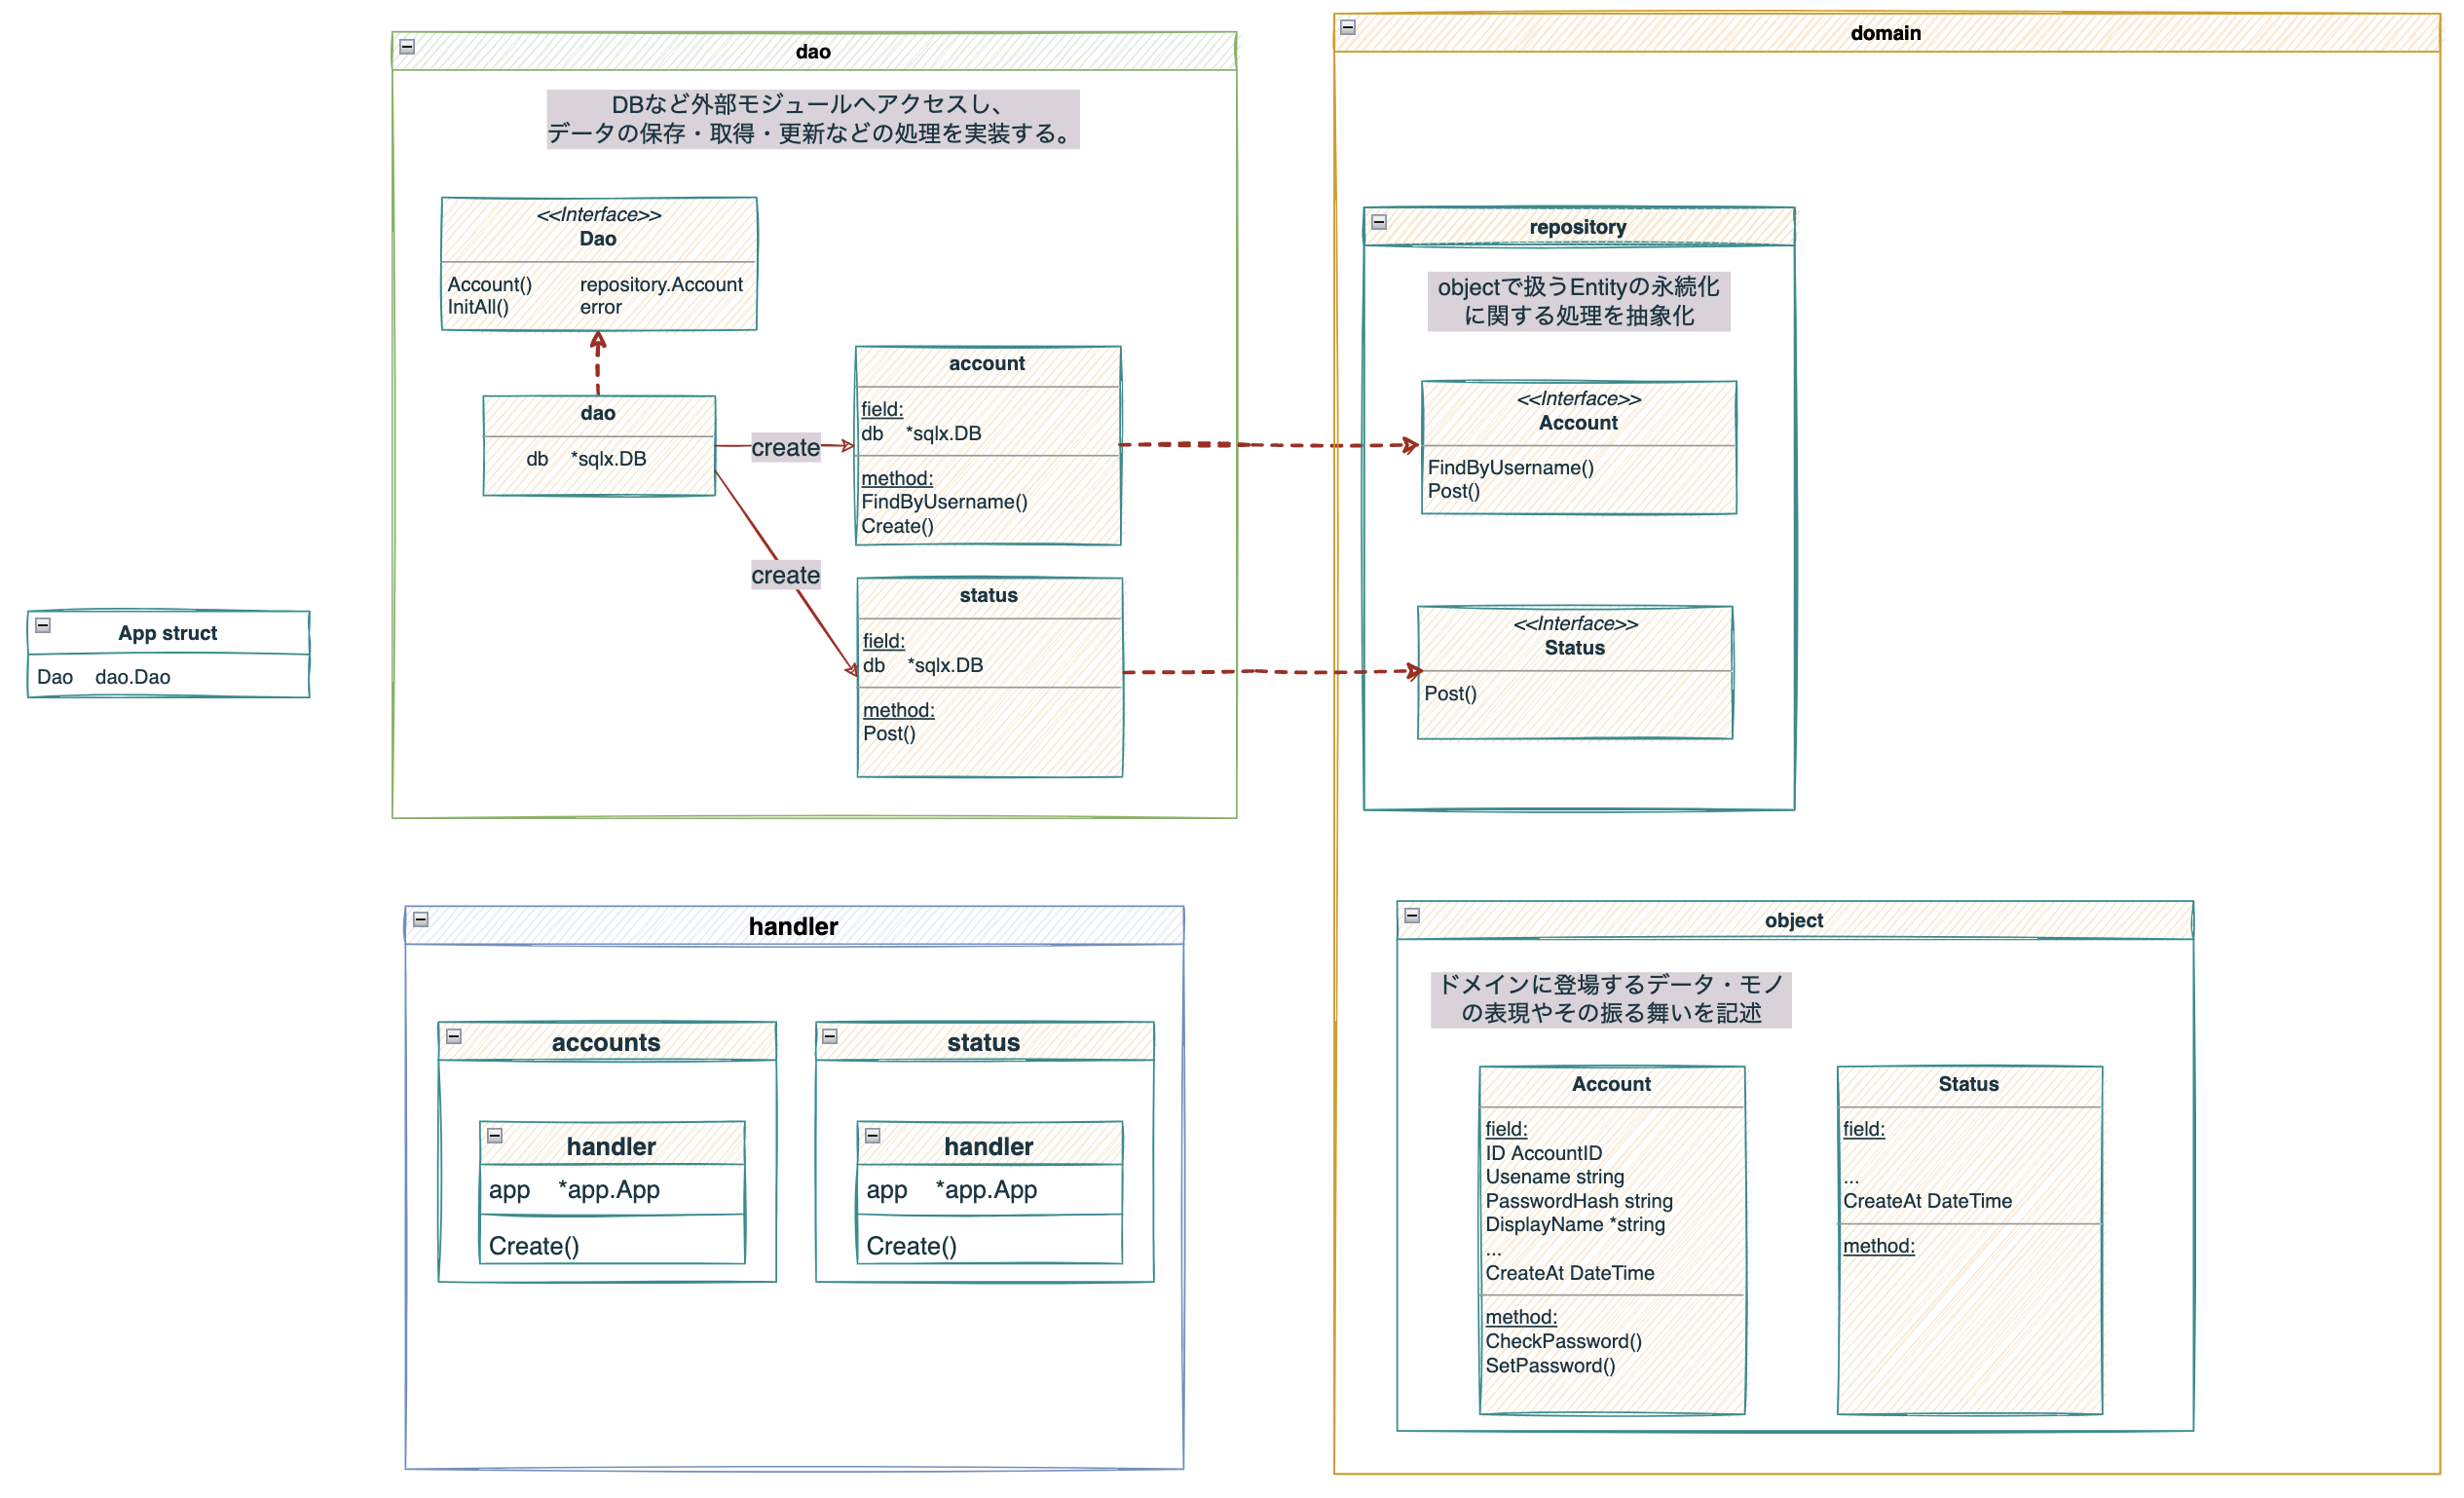 dao
DBなど外部モジュールへアクセスし、
データの保存・取得・更新などの処理を実装する。
<<Interface>>
Dao
Account() repository.Account
InitAll() error
dao
db *sqlx.DB
create
create
account
field:
db *sqlx.DB
method:
FindByUsername()
Create()
status
field:
db *sqlx.DB
method:
Post()
App struct
Dao dao.Dao
domain
repository
objectで扱うEntityの永続化
に関する処理を抽象化
<<Interface>>
Account
FindByUsername()
Post()
<<Interface>>
Status
Post()
handler
accounts
handler
app *app.App
Create()
status
handler
app *app.App
Create()
object
ドメインに登場するデータ・モノ
の表現やその振る舞いを記述
Account
field:
ID AccountID
Usename string
PasswordHash string
DisplayName *string
...
CreateAt DateTime
method:
CheckPassword()
SetPassword()
Status
field:
...
CreateAt DateTime
method: